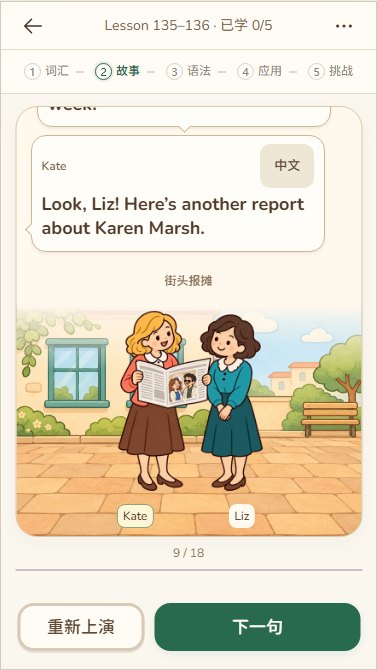 Lesson 135–136 · 已学 0/5
1 词汇 2 故事 3 语法 4 应用 5 挑战
week!
Kate
中文
Look, Liz! Here’s another report
about Karen Marsh.
街头报摊
Kate
Liz
9 / 18
重新上演
下一句